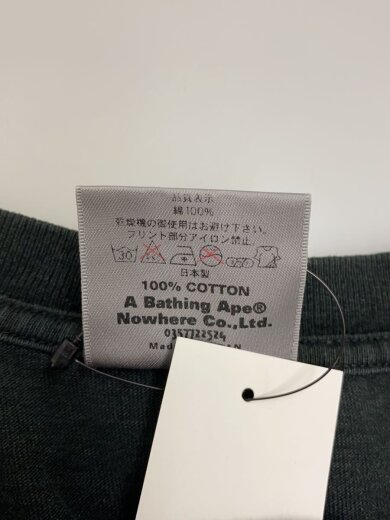 品質表示
綿100%
乾燥機の御使用はお避け下さい。
プリント部分アイロン禁止
30
日本製
100% COTTON
A Bathing Ape®
Nowhere Co.,Ltd.
0357722524